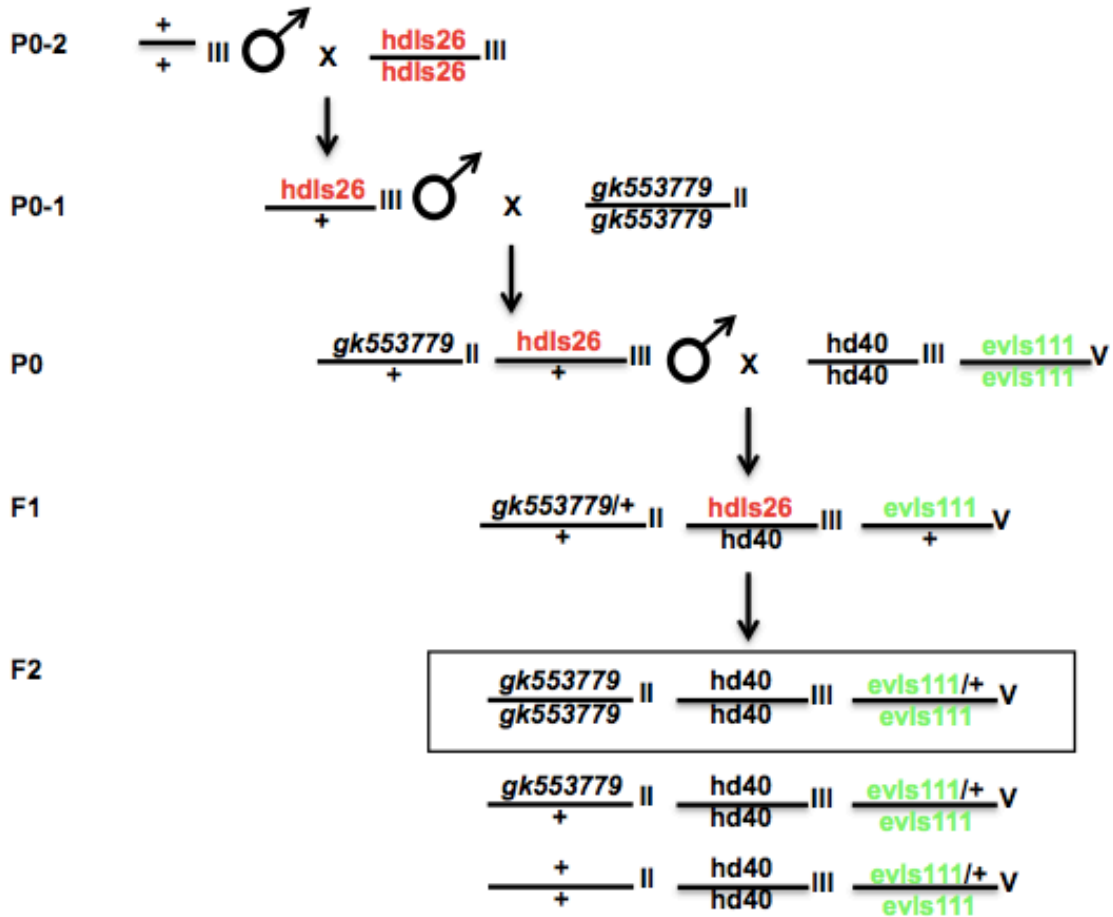 P0-2
+ III X hdIs26 III
+ hdIs26
P0-1
hdIs26 III X gk553779 II
+ gk553779
P0
gk553779 II hdIs26 III X hd40 III evIs111 V
+ + hd40 evIs111
F1
gk553779/+ II hdIs26 III evIs111 V
+ hd40 +
F2
gk553779 II hd40 III evIs111/+ V
gk553779 hd40 evIs111
gk553779 II hd40 III evIs111/+ V
+ hd40 evIs111
+ II hd40 III evIs111/+ V
+ hd40 evIs111